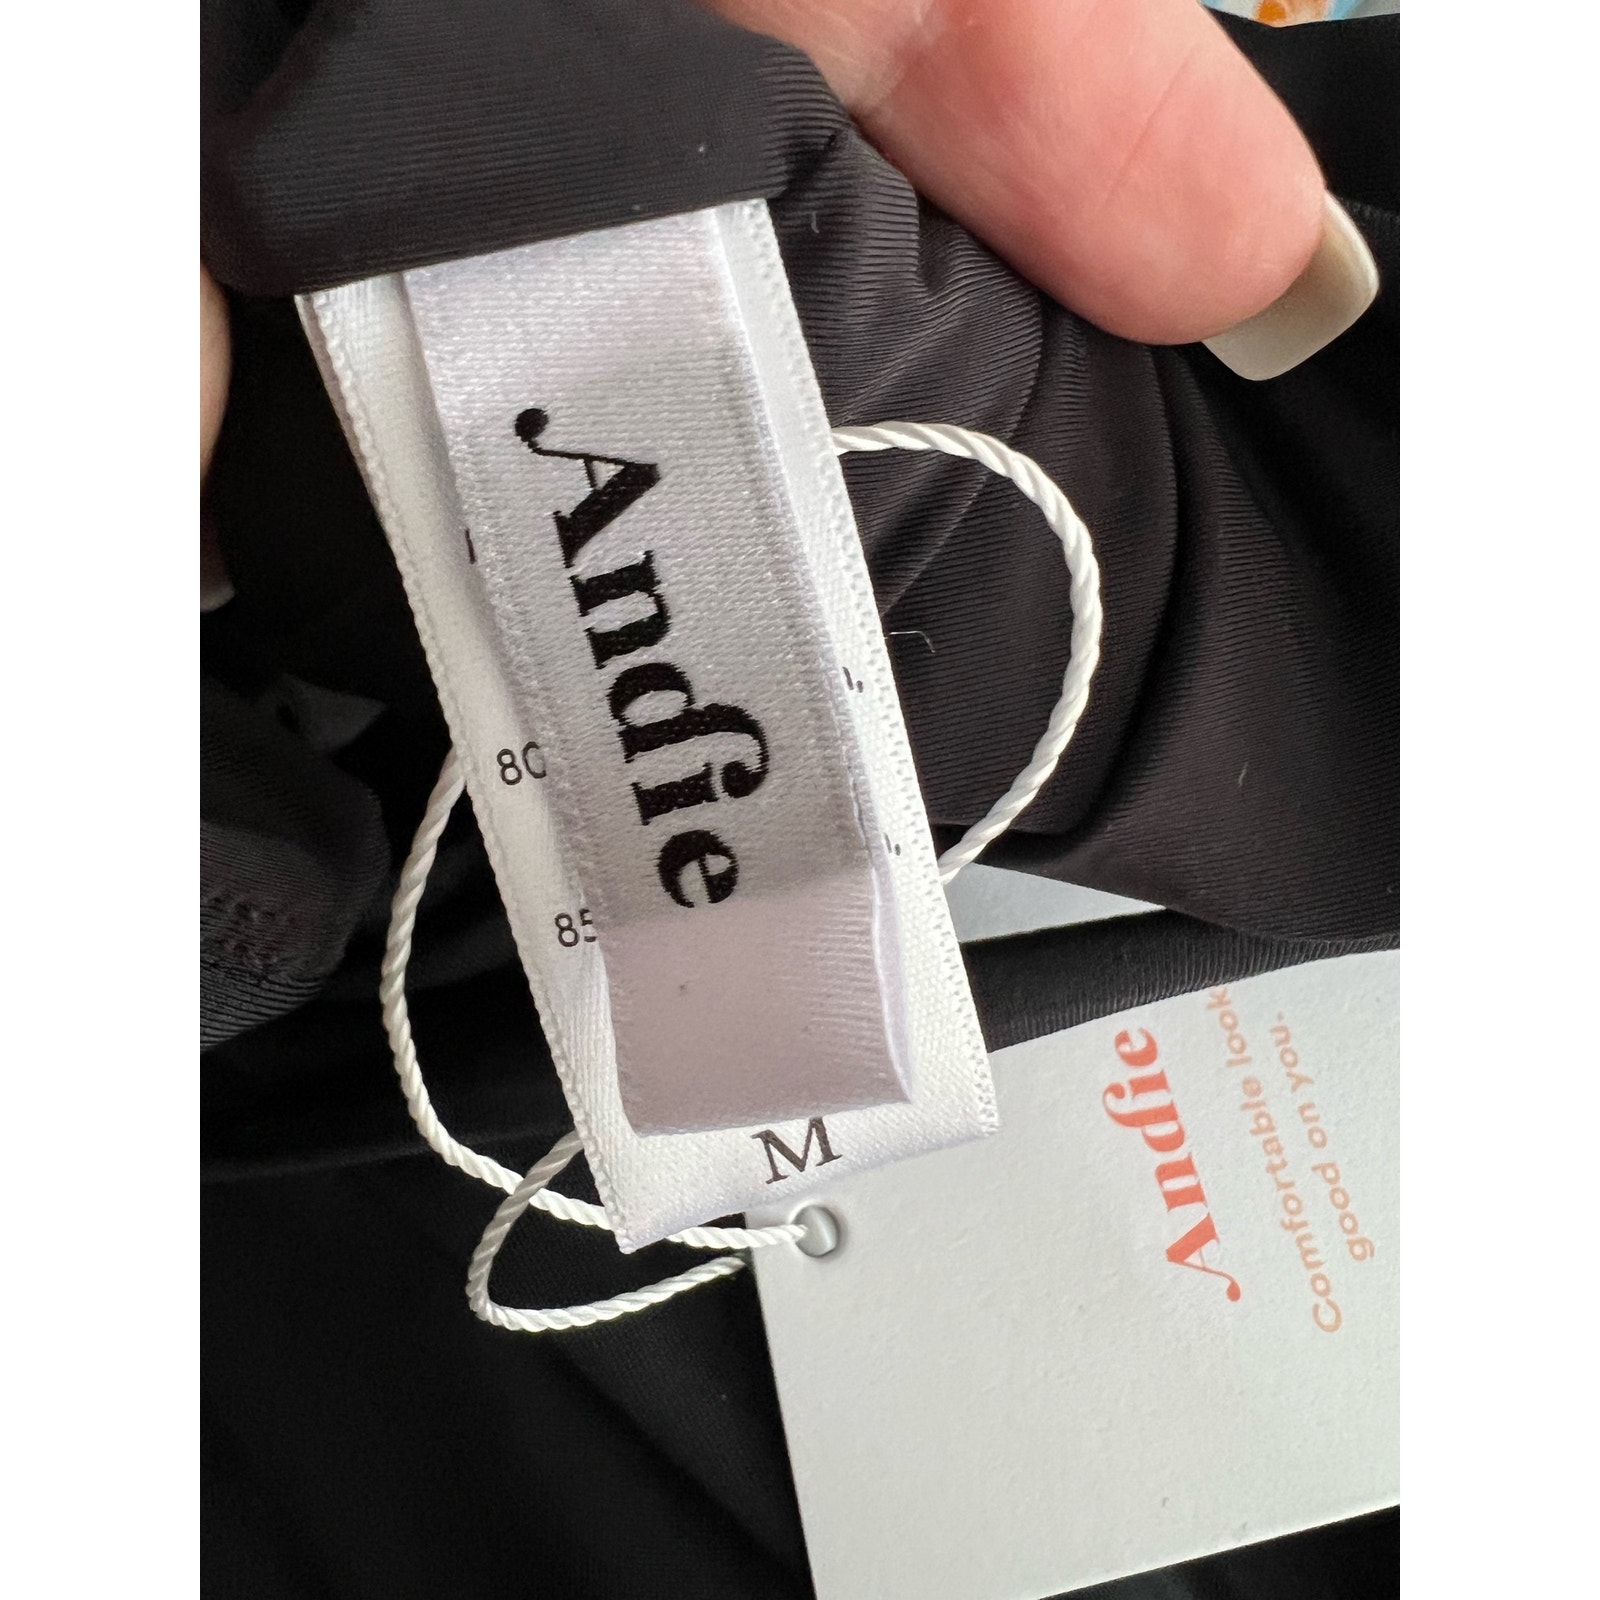 Andie
80
85
M
Andie
Comfortable look
good on you.